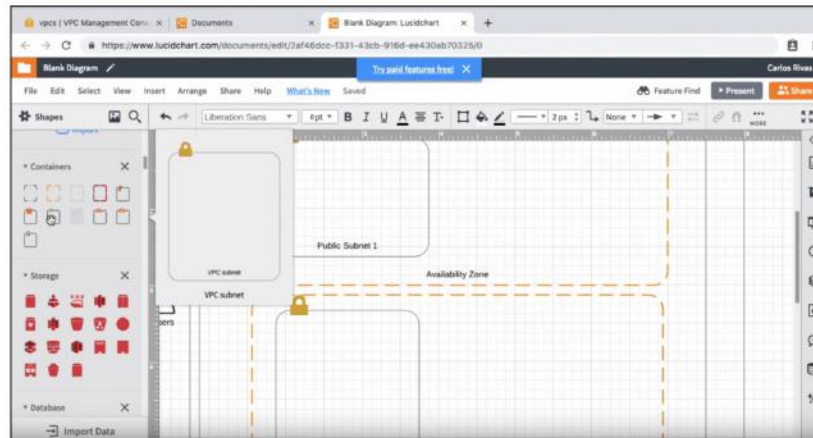 vpcs | VPC Management Cons
Documents
Blank Diagram: Lucidchart
https://www.lucidchart.com/documents/edit/2af46dcc-f331-43cb-916d-ee430ab70325/0
Blank Diagram
Try paid features free!
Carlos Rivas
File Edit Select View Insert Arrange Share Help What's New Saved
Feature Find
Present
Share
Shapes
Liberation Sans
4pt
B I U A T
2 px
None
MORE
Import
Containers
Public Subnet 1
VPC subnet
VPC subnet
Availability Zone
Storage
sers
Database
Import Data